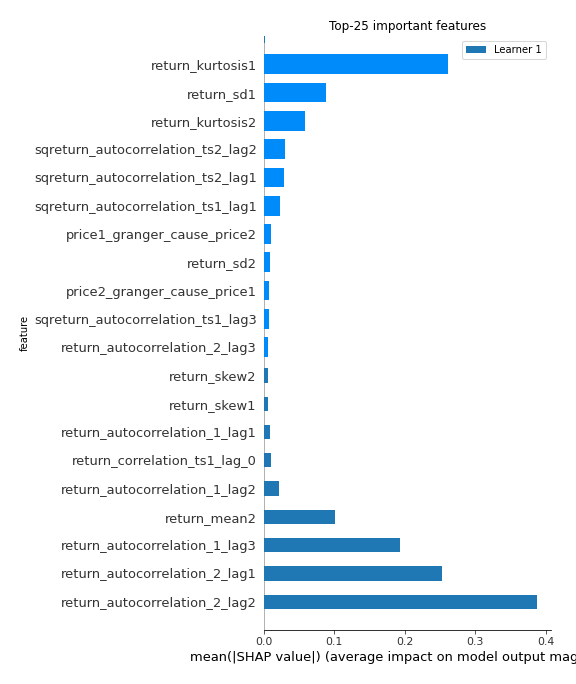 Top-25 important features
Learner 1
return_kurtosis1
return_sd1
return_kurtosis2
sqreturn_autocorrelation_ts2_lag2
sqreturn_autocorrelation_ts2_lag1
sqreturn_autocorrelation_ts1_lag1
price1_granger_cause_price2
return_sd2
price2_granger_cause_price1
sqreturn_autocorrelation_ts1_lag3
return_autocorrelation_2_lag3
return_skew2
return_skew1
return_autocorrelation_1_lag1
return_correlation_ts1_lag_0
return_autocorrelation_1_lag2
return_mean2
return_autocorrelation_1_lag3
return_autocorrelation_2_lag1
return_autocorrelation_2_lag2
feature
0.0 0.1 0.2 0.3 0.4
mean(|SHAP value|) (average impact on model output mag